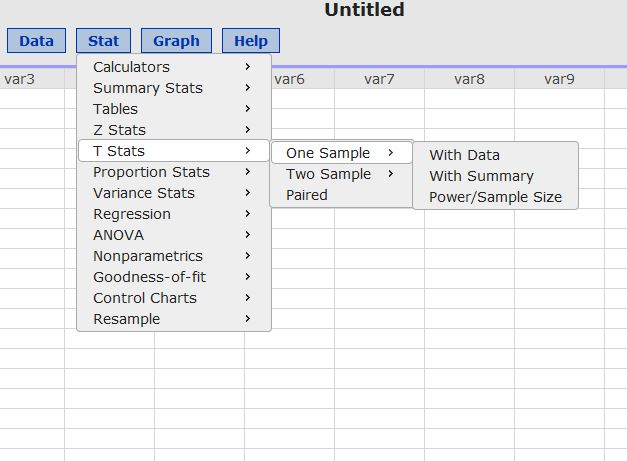 Untitled
Data Stat Graph Help
var3 var6 var7 var8 var9
Calculators
Summary Stats
Tables
Z Stats
T Stats
Proportion Stats
Variance Stats
Regression
ANOVA
Nonparametrics
Goodness-of-fit
Control Charts
Resample
One Sample
Two Sample
Paired
With Data
With Summary
Power/Sample Size